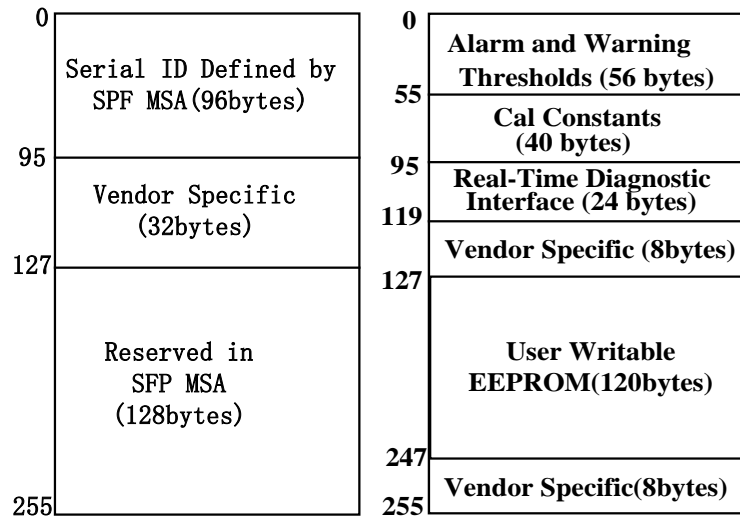 0
Serial ID Defined by
SPF MSA(96bytes)
95
Vendor Specific
(32bytes)
127
Reserved in
SFP MSA
(128bytes)
255
0
Alarm and Warning
Thresholds (56 bytes)
55
Cal Constants
(40 bytes)
95
Real-Time Diagnostic
Interface (24 bytes)
119
Vendor Specific (8bytes)
127
User Writable
EEPROM(120bytes)
247
Vendor Specific(8bytes)
255